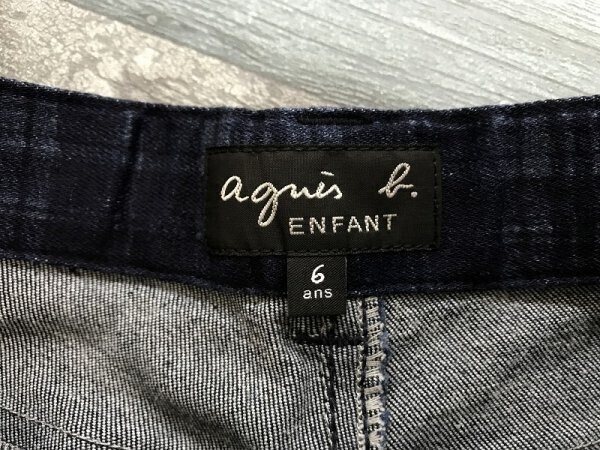 agnès b.
ENFANT
6
ans